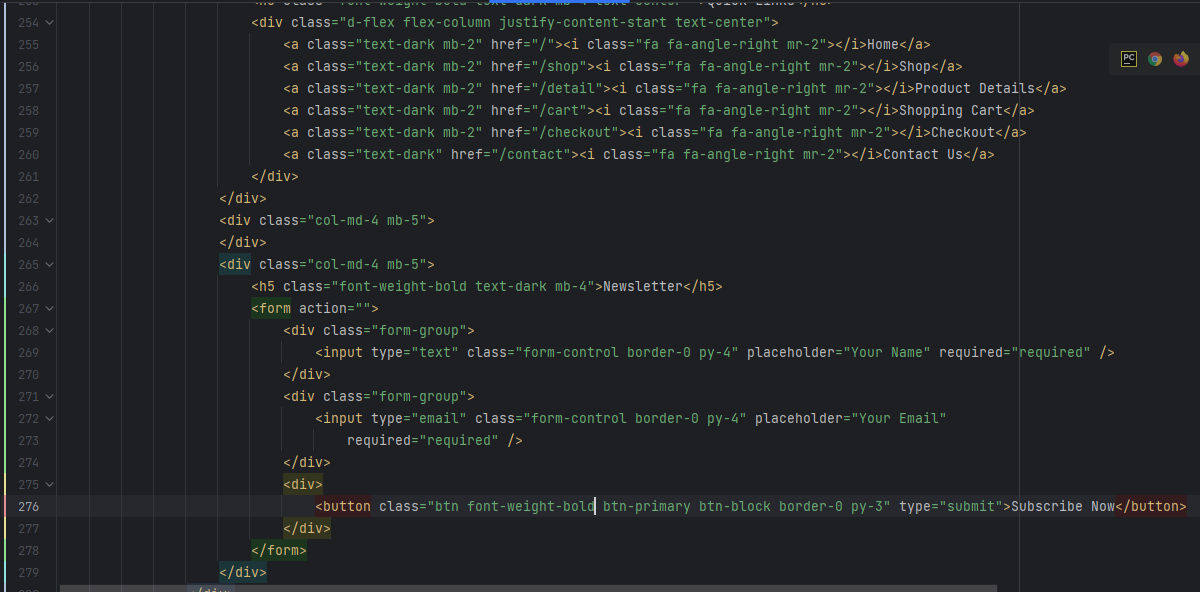 254 <div class="d-flex flex-column justify-content-start text-center">
255 <a class="text-dark mb-2" href="/"><i class="fa fa-angle-right mr-2"></i>Home</a>
256 <a class="text-dark mb-2" href="/shop"><i class="fa fa-angle-right mr-2"></i>Shop</a>
257 <a class="text-dark mb-2" href="/detail"><i class="fa fa-angle-right mr-2"></i>Product Details</a>
258 <a class="text-dark mb-2" href="/cart"><i class="fa fa-angle-right mr-2"></i>Shopping Cart</a>
259 <a class="text-dark mb-2" href="/checkout"><i class="fa fa-angle-right mr-2"></i>Checkout</a>
260 <a class="text-dark" href="/contact"><i class="fa fa-angle-right mr-2"></i>Contact Us</a>
261 </div>
262 </div>
263 <div class="col-md-4 mb-5">
264 </div>
265 <div class="col-md-4 mb-5">
266 <h5 class="font-weight-bold text-dark mb-4">Newsletter</h5>
267 <form action="">
268 <div class="form-group">
269 <input type="text" class="form-control border-0 py-4" placeholder="Your Name" required="required" />
270 </div>
271 <div class="form-group">
272 <input type="email" class="form-control border-0 py-4" placeholder="Your Email"
273 required="required" />
274 </div>
275 <div>
276 <button class="btn font-weight-bold btn-primary btn-block border-0 py-3" type="submit">Subscribe Now</button>
277 </div>
278 </form>
279 </div>
PC